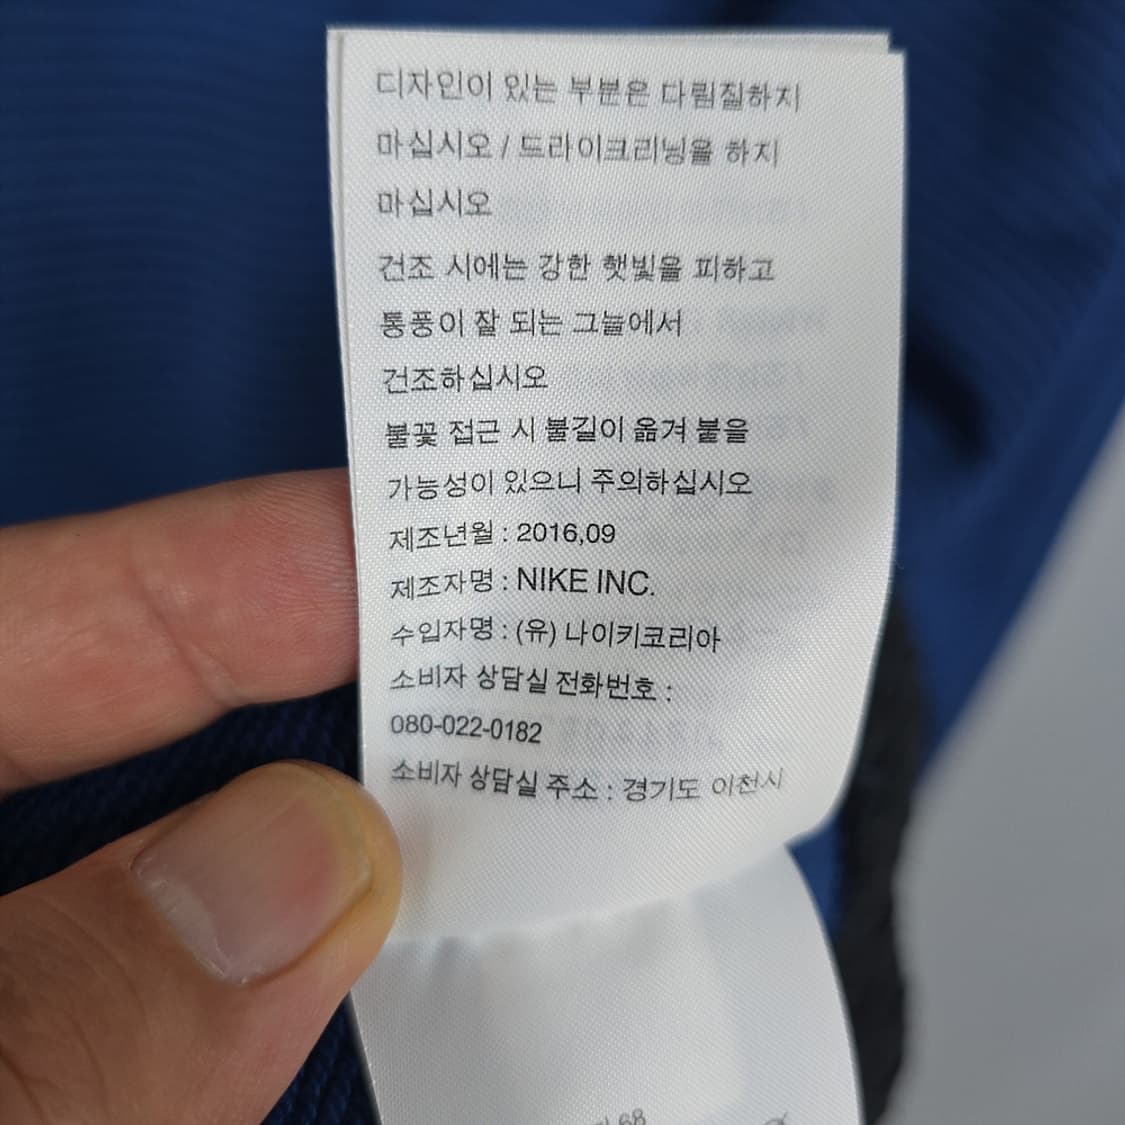 디자인이 있는 부분은 다림질하지
마십시오 / 드라이크리닝을 하지
마십시오
건조 시에는 강한 햇빛을 피하고
통풍이 잘 되는 그늘에서
건조하십시오
불꽃 접근 시 불길이 옮겨 붙을
가능성이 있으니 주의하십시오
제조년월 : 2016,09
제조자명 : NIKE INC.
수입자명 : (유) 나이키코리아
소비자 상담실 전화번호 :
080-022-0182
소비자 상담실 주소 : 경기도 이천시
68